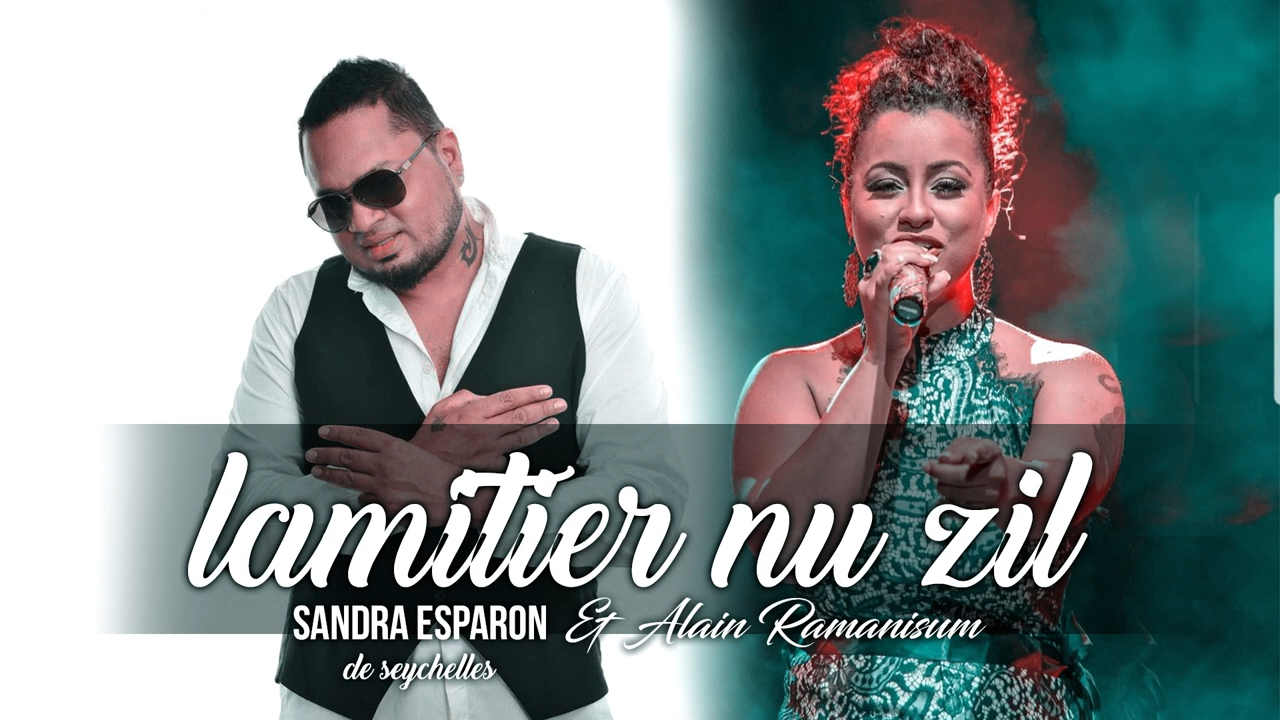 lamitier nu zil
SANDRA ESPARON Et Alain Ramanisum
de seychelles